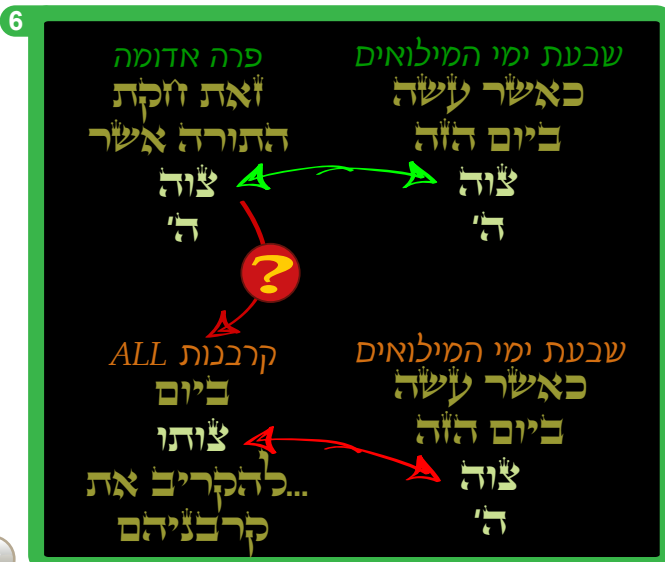 6
שבעת ימי המילואים
כאשר עשה
ביום הזה
צוה
ה'
פרה אדומה
זאת חקת
התורה אשר
צוה
ה'
?
שבעת ימי המילואים
כאשר עשה
ביום הזה
צוה
ה'
קרבנות ALL
ביום
צותו
להקריב את...
קרבניהם